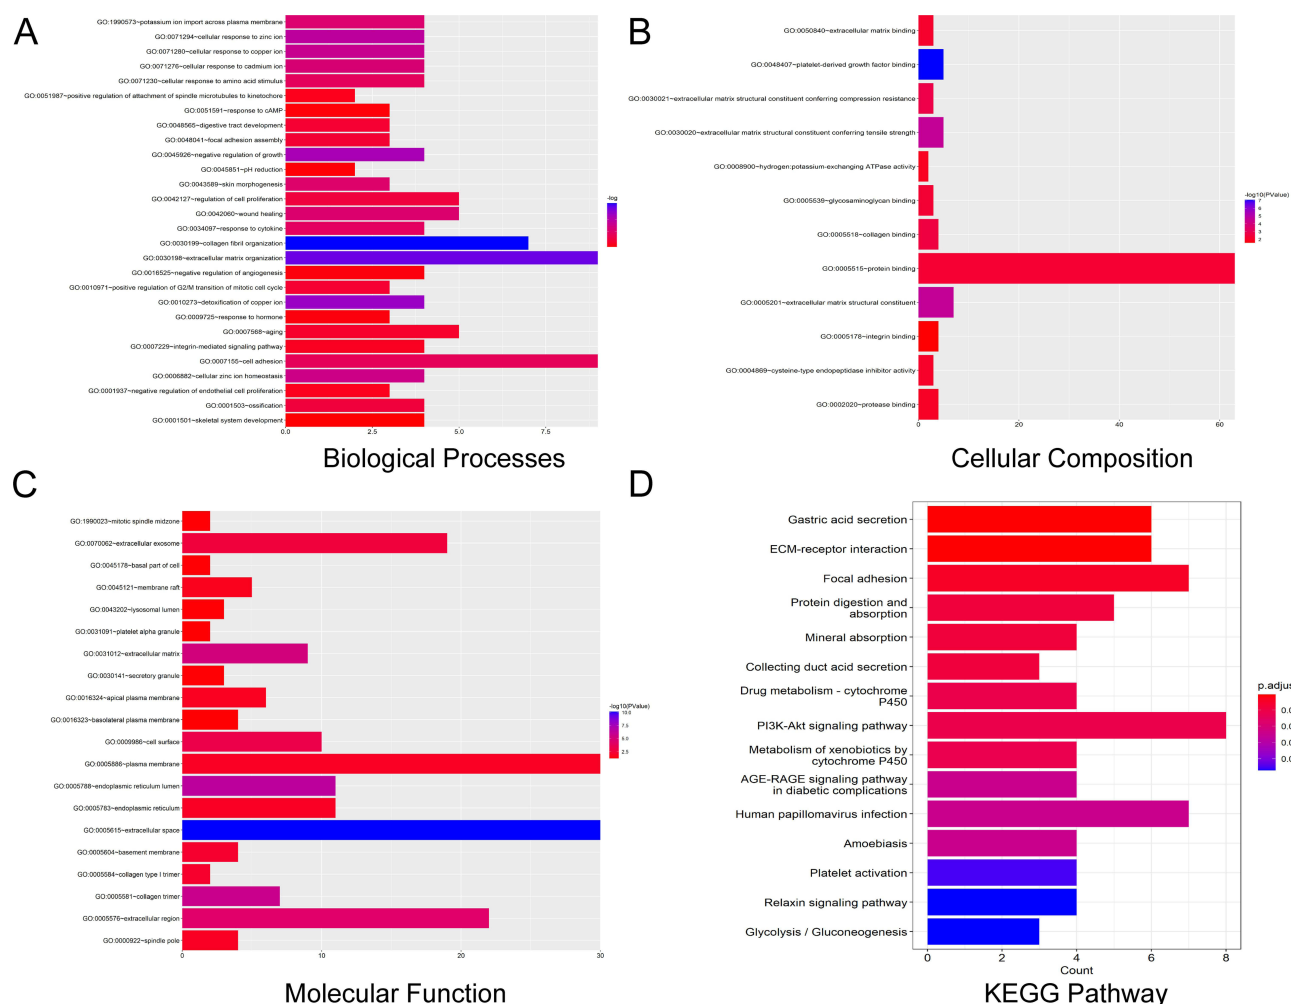 A
GO:1990573~potassium ion import across plasma membrane
GO:0071294~cellular response to zinc ion
GO:0071280~cellular response to copper ion
GO:0071276~cellular response to cadmium ion
GO:0071230~cellular response to amino acid stimulus
GO:0051987~positive regulation of attachment of spindle microtubules to kinetochore
GO:0051591~response to cAMP
GO:0048565~digestive tract development
GO:0048041~focal adhesion assembly
GO:0045926~negative regulation of growth
GO:0045851~pH reduction
GO:0043589~skin morphogenesis
GO:0042127~regulation of cell proliferation
GO:0042060~wound healing
GO:0034097~response to cytokine
GO:0030199~collagen fibril organization
GO:0030198~extracellular matrix organization
GO:0016525~negative regulation of angiogenesis
GO:0010971~positive regulation of G2/M transition of mitotic cell cycle
GO:0010273~detoxification of copper ion
GO:0009725~response to hormone
GO:0007568~aging
GO:0007229~integrin-mediated signaling pathway
GO:0007155~cell adhesion
GO:0006882~cellular zinc ion homeostasis
GO:0001937~negative regulation of endothelial cell proliferation
GO:0001503~ossification
GO:0001501~skeletal system development
0.0 2.5 5.0 7.5
-log
Biological Processes
B
GO:0050840~extracellular matrix binding
GO:0048407~platelet-derived growth factor binding
GO:0030021~extracellular matrix structural constituent conferring compression resistance
GO:0030020~extracellular matrix structural constituent conferring tensile strength
GO:0008900~hydrogen:potassium-exchanging ATPase activity
GO:0005539~glycosaminoglycan binding
GO:0005518~collagen binding
GO:0005515~protein binding
GO:0005201~extracellular matrix structural constituent
GO:0005178~integrin binding
GO:0004869~cysteine-type endopeptidase inhibitor activity
GO:0002020~protease binding
0 20 40 60
-log10(PValue)
7
6
5
4
3
2
Cellular Composition
C
GO:1990023~mitotic spindle midzone
GO:0070062~extracellular exosome
GO:0045178~basal part of cell
GO:0045121~membrane raft
GO:0043202~lysosomal lumen
GO:0031091~platelet alpha granule
GO:0031012~extracellular matrix
GO:0030141~secretory granule
GO:0016324~apical plasma membrane
GO:0016323~basolateral plasma membrane
GO:0009986~cell surface
GO:0005886~plasma membrane
GO:0005788~endoplasmic reticulum lumen
GO:0005783~endoplasmic reticulum
GO:0005615~extracellular space
GO:0005604~basement membrane
GO:0005584~collagen type I trimer
GO:0005581~collagen trimer
GO:0005576~extracellular region
GO:0000922~spindle pole
0 10 20 30
-log10(PValue)
10.0
7.5
5.0
2.5
Molecular Function
D
Gastric acid secretion
ECM-receptor interaction
Focal adhesion
Protein digestion and
absorption
Mineral absorption
Collecting duct acid secretion
Drug metabolism - cytochrome
P450
PI3K-Akt signaling pathway
Metabolism of xenobiotics by
cytochrome P450
AGE-RAGE signaling pathway
in diabetic complications
Human papillomavirus infection
Amoebiasis
Platelet activation
Relaxin signaling pathway
Glycolysis / Gluconeogenesis
0 2 4 6 8
Count
p.adjus
0.0
0.0
0.0
0.0
KEGG Pathway